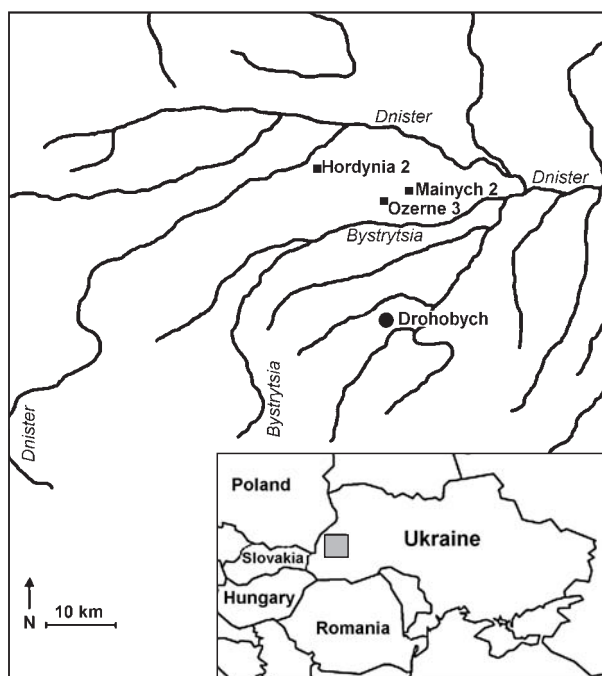 Dnister
Hordynia 2
Dnister
Mainych 2
Ozerne 3
Bystrytsia
Drohobych
Bystrytsia
Dnister
Poland
Ukraine
Slovakia
Hungary
Romania
N
10 km